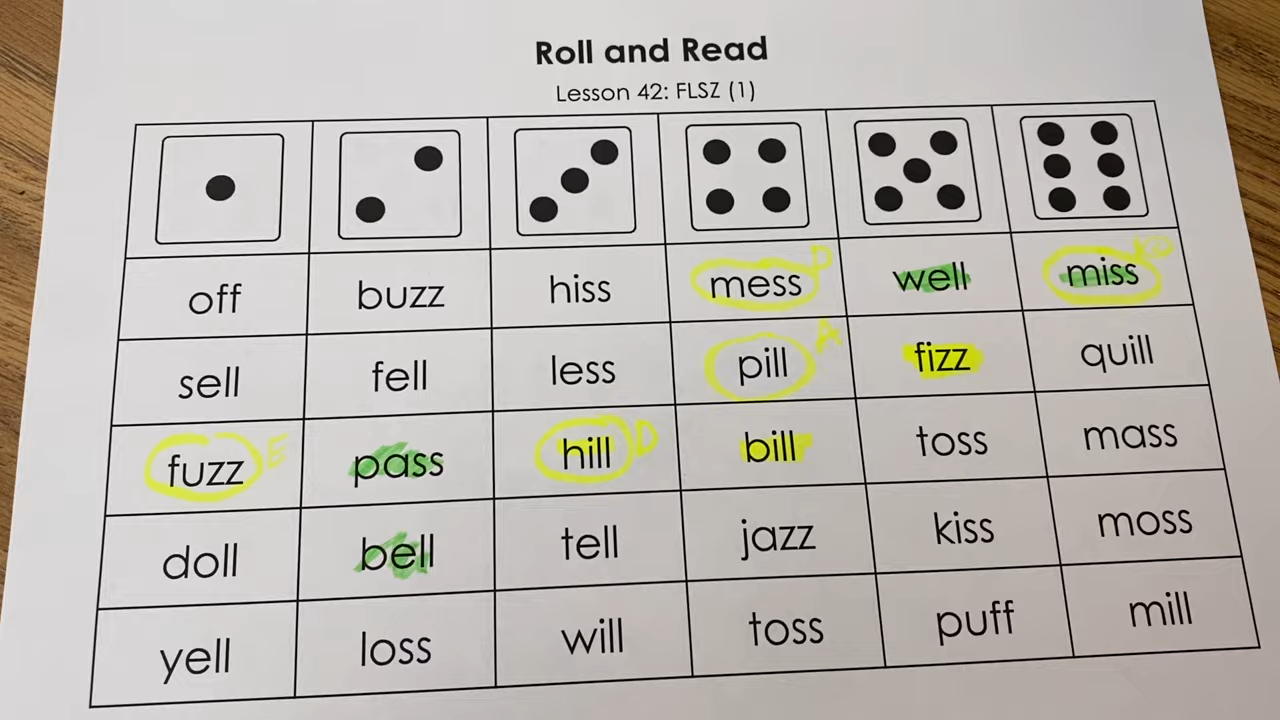 Roll and Read
Lesson 42: FLSZ (1)
off buzz hiss mess D well miss
sell fell less pill A fizz quill
fuzz E pass hill D bill toss mass
doll bell tell jazz kiss moss
yell loss will toss puff mill